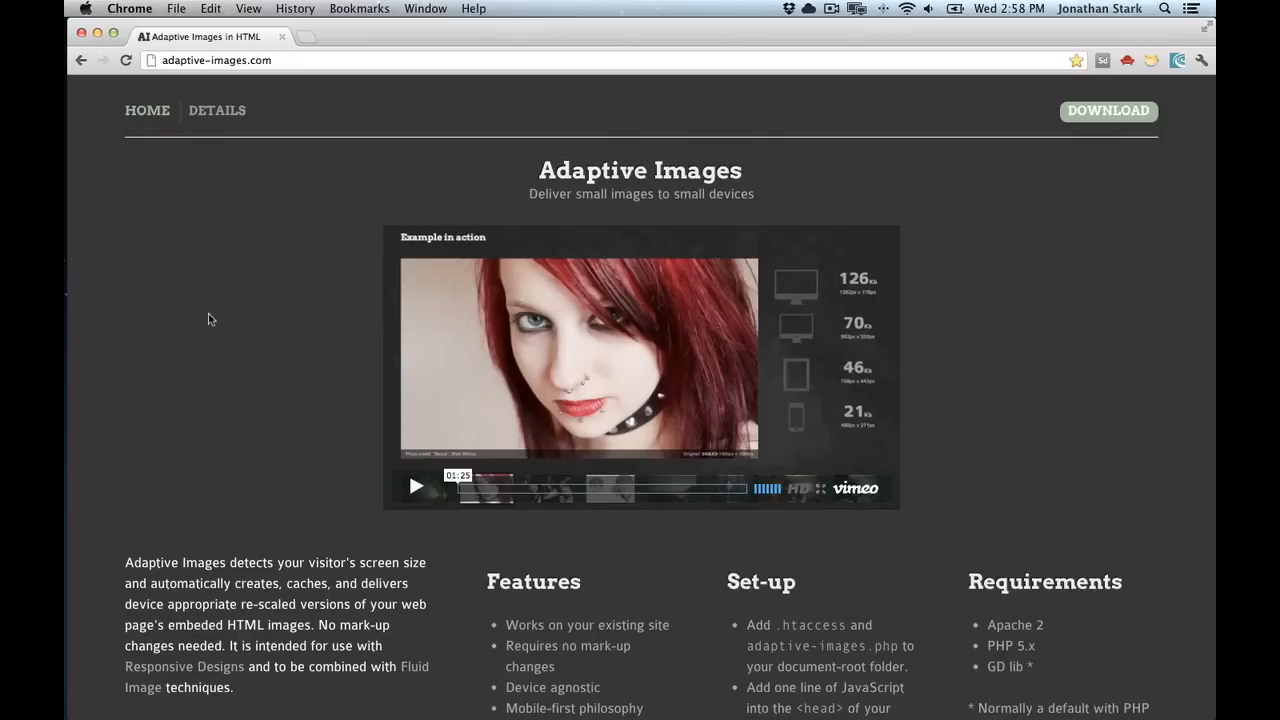 Chrome File Edit View History Bookmarks Window Help Wed 2:58 PM Jonathan Stark
AI Adaptive Images in HTML
adaptive-images.com
Sd
HOME DETAILS DOWNLOAD
Adaptive Images
Deliver small images to small devices
Example in action
126Kb
70Kb
46Kb
21Kb
01:25
HD vimeo
Adaptive Images detects your visitor's screen size
and automatically creates, caches, and delivers
device appropriate re-scaled versions of your web
page's embeded HTML images. No mark-up
changes needed. It is intended for use with
Responsive Designs and to be combined with Fluid
Image techniques.
Features
• Works on your existing site
• Requires no mark-up
changes
• Device agnostic
• Mobile-first philosophy
Set-up
• Add .htaccess and
adaptive-images.php to
your document-root folder.
• Add one line of JavaScript
into the <head> of your
Requirements
• Apache 2
• PHP 5.x
• GD lib *
* Normally a default with PHP